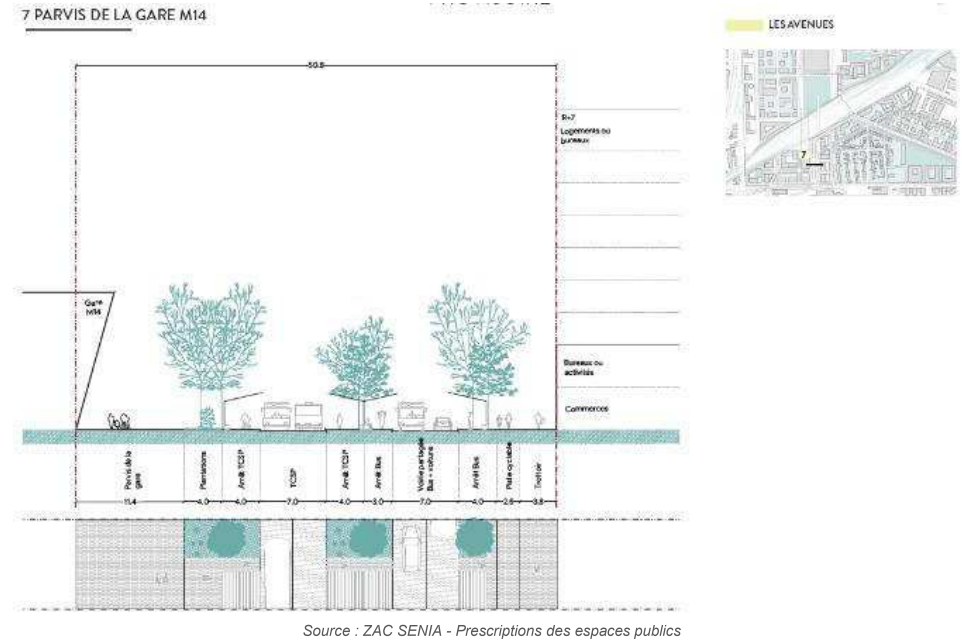 7 PARVIS DE LA GARE M14
LES AVENUES
50.8
R+7
Logements ou
bureaux
7
Gare
M14
Bureaux ou
activités
Commerces
Parvis de la
gare
Plantations
Arrêt TCSP
TCSP
Arrêt TCSP
Arrêt Bus
Voirie partagée
Bus + voiture
Arrêt Bus
Piste cyclable
Trottoir
11.4
4.0
4.0
7.0
4.0
3.0
7.0
4.0
2.5
3.8
Source : ZAC SENIA - Prescriptions des espaces publics